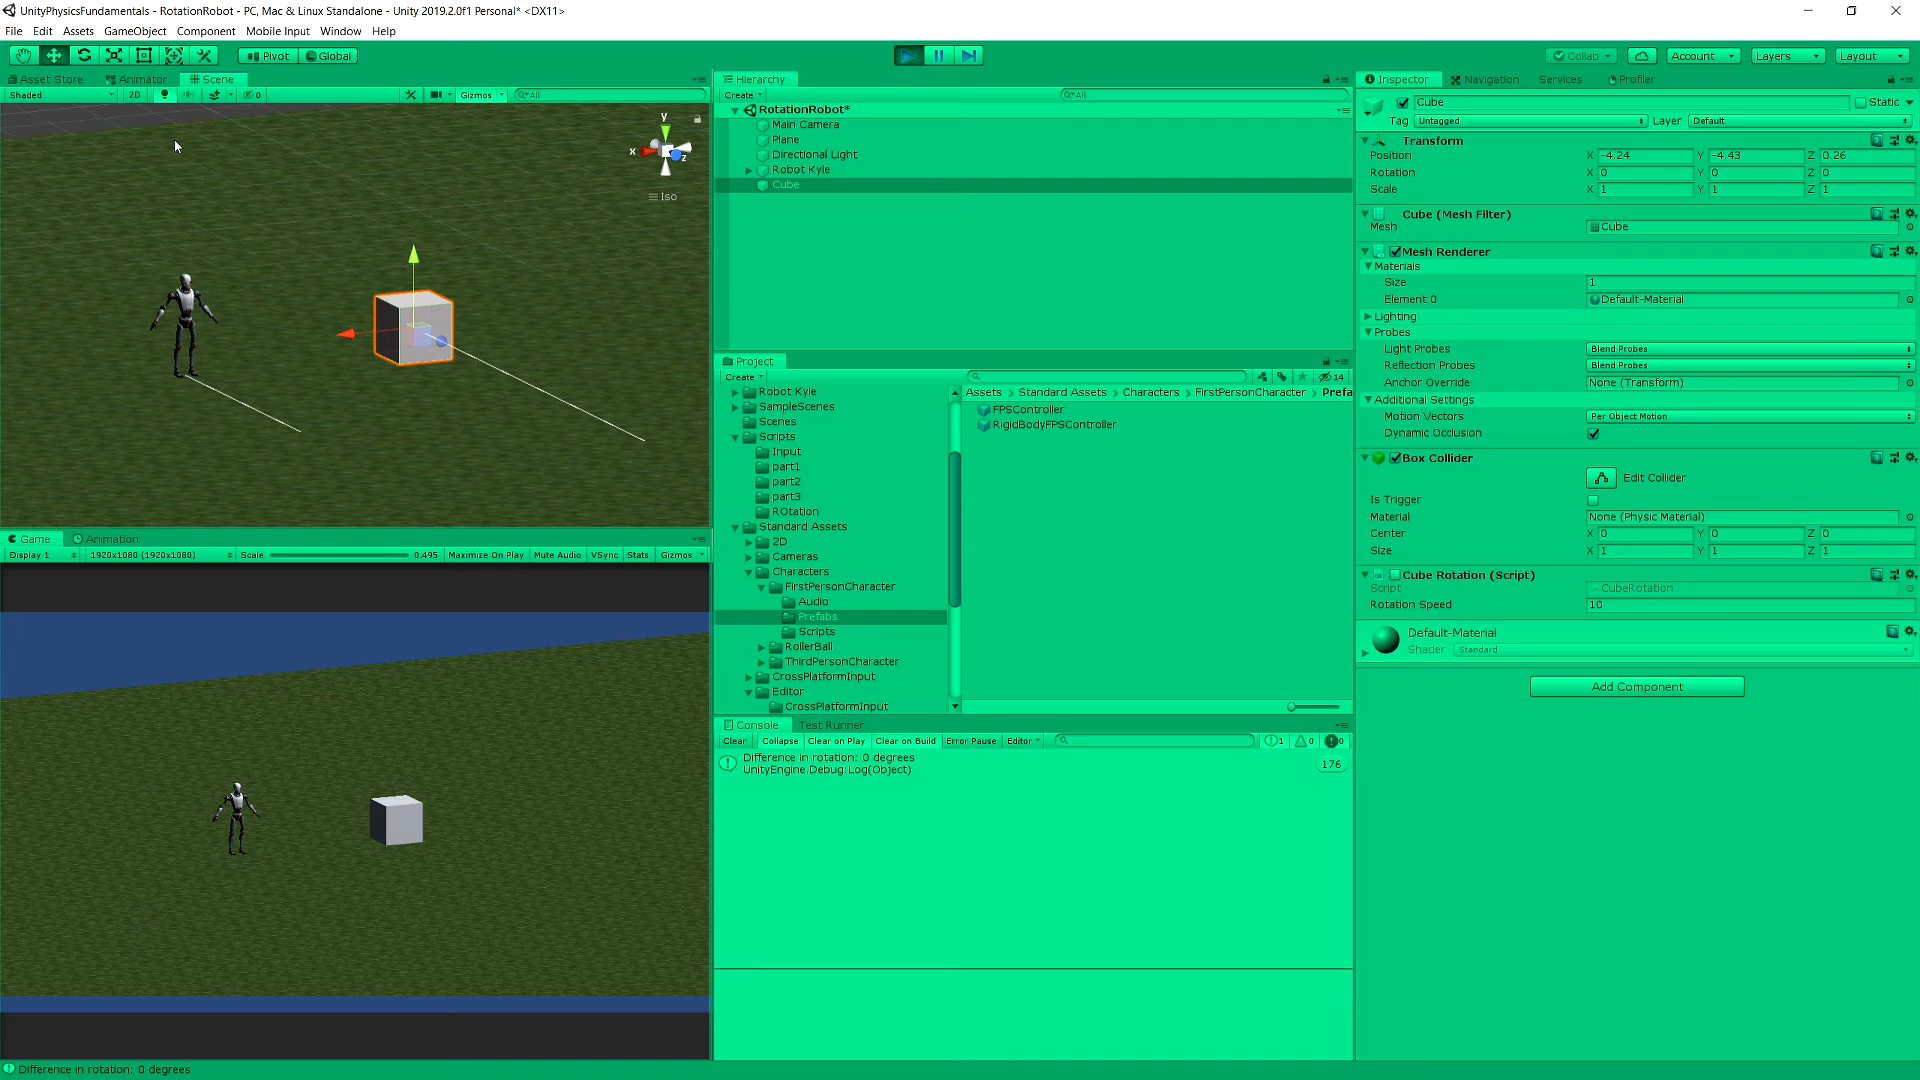 UnityPhysicsFundamentals - RotationRobot - PC, Mac & Linux Standalone - Unity 2019.2.0f1 Personal* <DX11>
File Edit Assets GameObject Component Mobile Input Window Help
Pivot Global Collab Account Layers Layout
Asset Store Animator Scene
Shaded 2D 0 Gizmos All
y x z
Iso
Game Animation
Display 1 1920x1080 (1920x1080) Scale 0.495 Maximize On Play Mute Audio VSync Stats Gizmos
Hierarchy
Create All
RotationRobot*
Main Camera
Plane
Directional Light
Robot Kyle
Cube
Project
Create 14
Robot Kyle
SampleScenes
Scenes
Scripts
Input
part1
part2
part3
ROtation
Standard Assets
2D
Cameras
Characters
FirstPersonCharacter
Audio
Prefabs
Scripts
RollerBall
ThirdPersonCharacter
CrossPlatformInput
Editor
CrossPlatformInput
Assets > Standard Assets > Characters > FirstPersonCharacter > Prefa
FPSController
RigidBodyFPSController
Console Test Runner
Clear Collapse Clear on Play Clear on Build Error Pause Editor 1 0 0
Difference in rotation: 0 degrees
UnityEngine.Debug:Log(Object)
176
Inspector Navigation Services Profiler
Cube Static
Tag Untagged Layer Default
Transform
Position X -4.24 Y -4.43 Z 0.26
Rotation X 0 Y 0 Z 0
Scale X 1 Y 1 Z 1
Cube (Mesh Filter)
Mesh Cube
Mesh Renderer
Materials
Size 1
Element 0 Default-Material
Lighting
Probes
Light Probes Blend Probes
Reflection Probes Blend Probes
Anchor Override None (Transform)
Additional Settings
Motion Vectors Per Object Motion
Dynamic Occlusion
Box Collider
Edit Collider
Is Trigger
Material None (Physic Material)
Center X 0 Y 0 Z 0
Size X 1 Y 1 Z 1
Cube Rotation (Script)
Script CubeRotation
Rotation Speed 10
Default-Material
Shader Standard
Add Component
Difference in rotation: 0 degrees